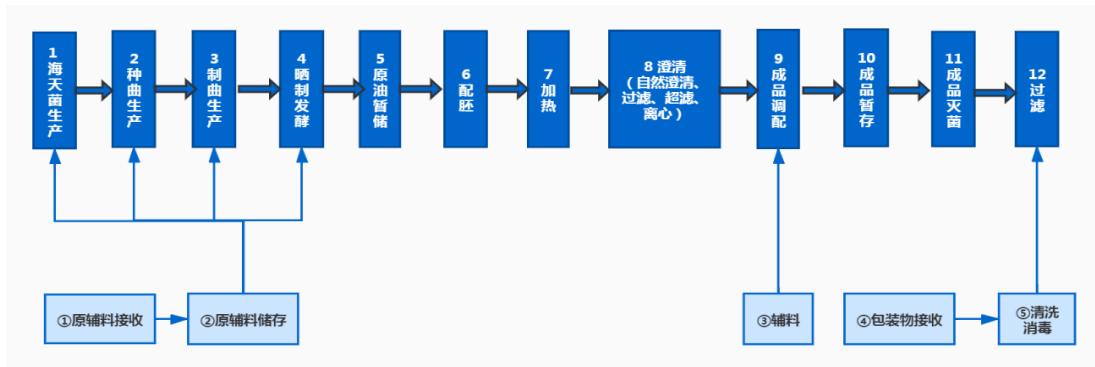 1海天菌生产
2种曲生产
3制曲生产
4晒制发酵
5原油暂储
6配胚
7加热
8 澄清
（自然澄清、
过滤、超滤、
离心）
9成品调配
10成品暂存
11成品灭菌
12过滤
①原辅料接收
②原辅料储存
③辅料
④包装物接收
⑤清洗
消毒